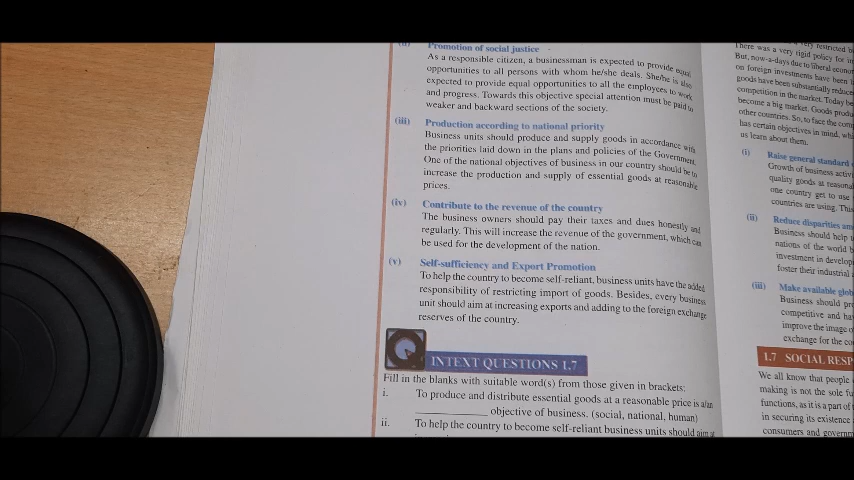 (ii) Promotion of social justice
As a responsible citizen, a businessman is expected to provide equal
opportunities to all persons with whom he/she deals. She/he is also
expected to provide equal opportunities to all the employees to work
and progress. Towards this objective special attention must be paid to
weaker and backward sections of the society.
(iii) Production according to national priority
Business units should produce and supply goods in accordance with
the priorities laid down in the plans and policies of the Government.
One of the national objectives of business in our country should be to
increase the production and supply of essential goods at reasonable
prices.
(iv) Contribute to the revenue of the country
The business owners should pay their taxes and dues honestly and
regularly. This will increase the revenue of the government, which can
be used for the development of the nation.
(v) Self-sufficiency and Export Promotion
To help the country to become self-reliant, business units have the added
responsibility of restricting import of goods. Besides, every business
unit should aim at increasing exports and adding to the foreign exchange
reserves of the country.
INTEXT QUESTIONS 1.7
Fill in the blanks with suitable word(s) from those given in brackets:
i. To produce and distribute essential goods at a reasonable price is a/an
____________ objective of business. (social, national, human)
ii. To help the country to become self-reliant business units should aim at
very restricted
There was a very rigid policy for
But, now-a-days due to liberal
on foreign investments have been
goods have been substantially
competition in the market. Today
become a big market. Goods
other countries. So, to face the
has certain objectives in mind,
us learn about them.
(i) Raise general standard
Growth of business
quality goods at
one country get to use
countries are using. This
(ii) Reduce disparities
Business should help
nations of the world
investment in
foster their industrial
(iii) Make available
Business should
competitive and
improve the image of
exchange for the
1.7 SOCIAL
We all know that people
making is not the sole
functions, as it is a part of
in securing its existence
consumers and